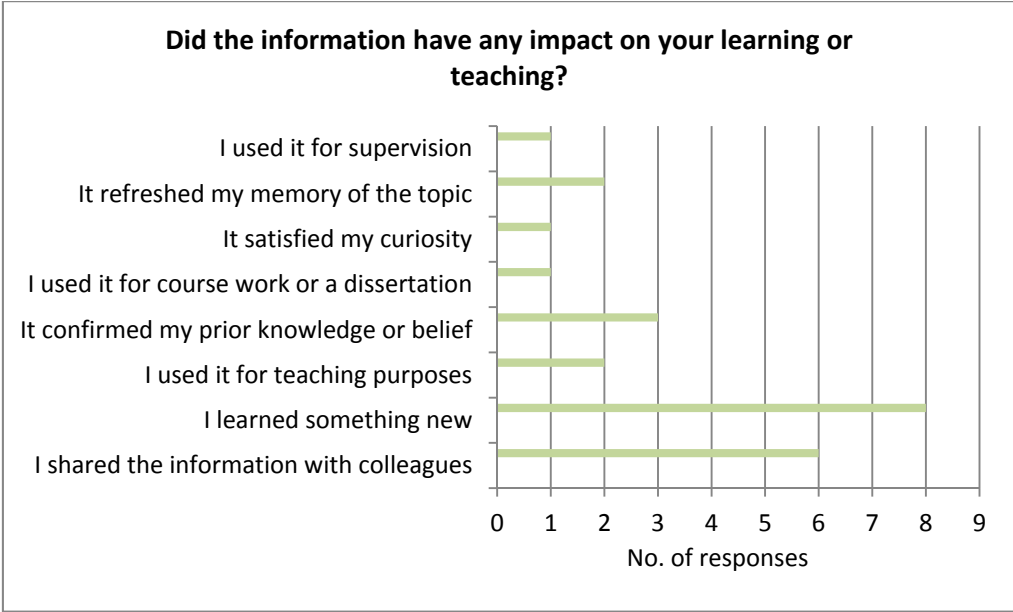 Did the information have any impact on your learning or
teaching?
I used it for supervision
It refreshed my memory of the topic
It satisfied my curiosity
I used it for course work or a dissertation
It confirmed my prior knowledge or belief
I used it for teaching purposes
I learned something new
I shared the information with colleagues
0 1 2 3 4 5 6 7 8 9
No. of responses